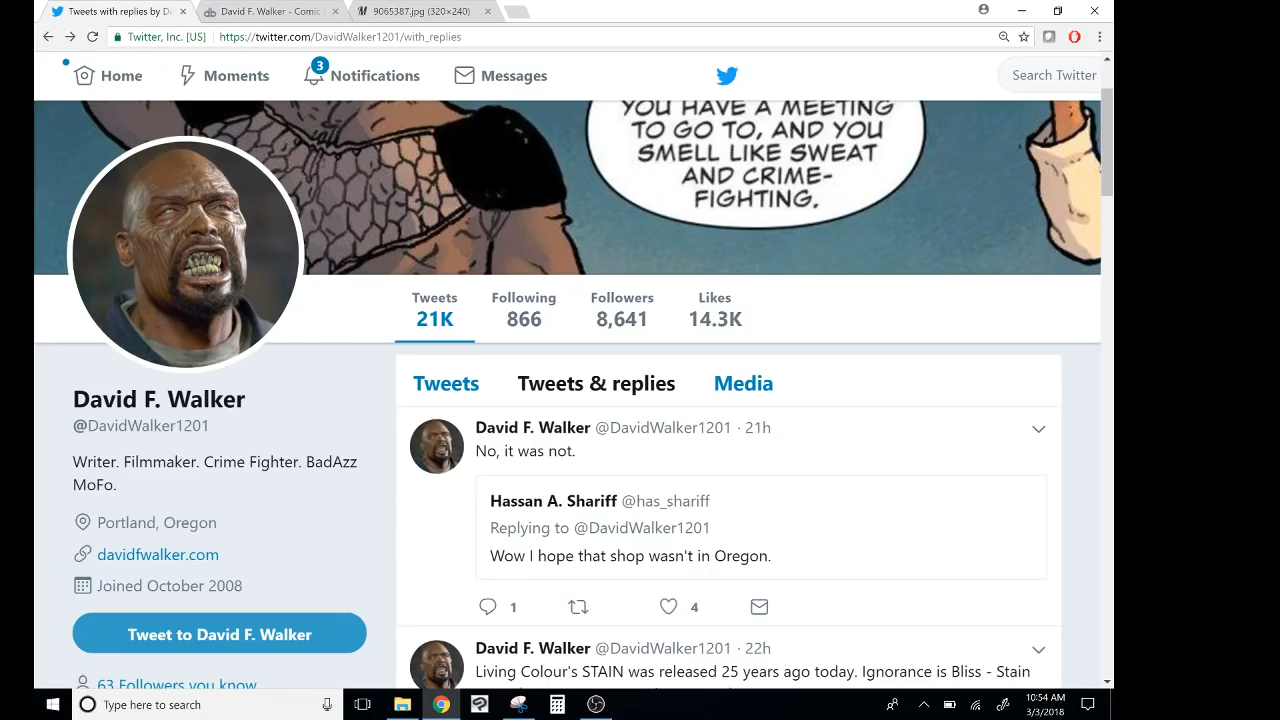 Tweets with replies by D
David F. Walker - Comic
9065387.jpg (320×240)
Twitter, Inc. [US] https://twitter.com/DavidWalker1201/with_replies
Home
Moments
3
Notifications
Messages
Search Twitter
YOU HAVE A MEETING
TO GO TO, AND YOU
SMELL LIKE SWEAT
AND CRIME-
FIGHTING.
Tweets Following Followers Likes
21K 866 8,641 14.3K
David F. Walker
@DavidWalker1201
Writer. Filmmaker. Crime Fighter. BadAzz
MoFo.
Portland, Oregon
davidfwalker.com
Joined October 2008
Tweet to David F. Walker
63 Followers you know
Tweets Tweets & replies Media
David F. Walker @DavidWalker1201 · 21h
No, it was not.
Hassan A. Shariff @has_shariff
Replying to @DavidWalker1201
Wow I hope that shop wasn't in Oregon.
1 4
David F. Walker @DavidWalker1201 · 22h
Living Colour's STAIN was released 25 years ago today. Ignorance is Bliss - Stain
Type here to search
10:54 AM
3/3/2018